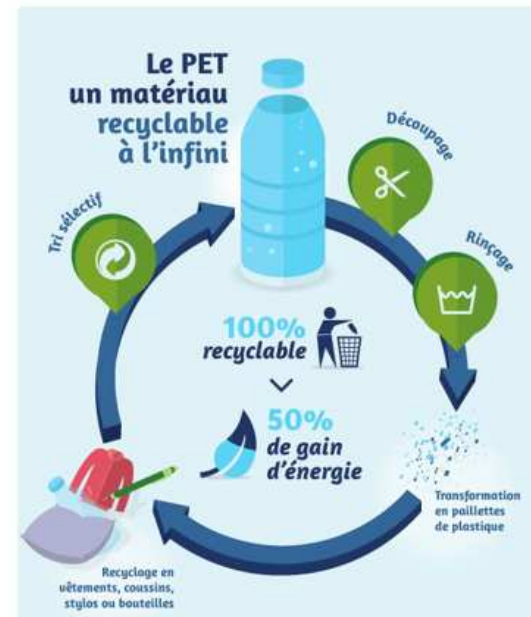 Le PET
un matériau
recyclable
à l'infini
Découpage
Rinçage
Tri sélectif
100%
recyclable
50%
de gain
d'énergie
Transformation
en paillettes
de plastique
Recyclage en
vêtements, coussins,
stylos ou bouteilles